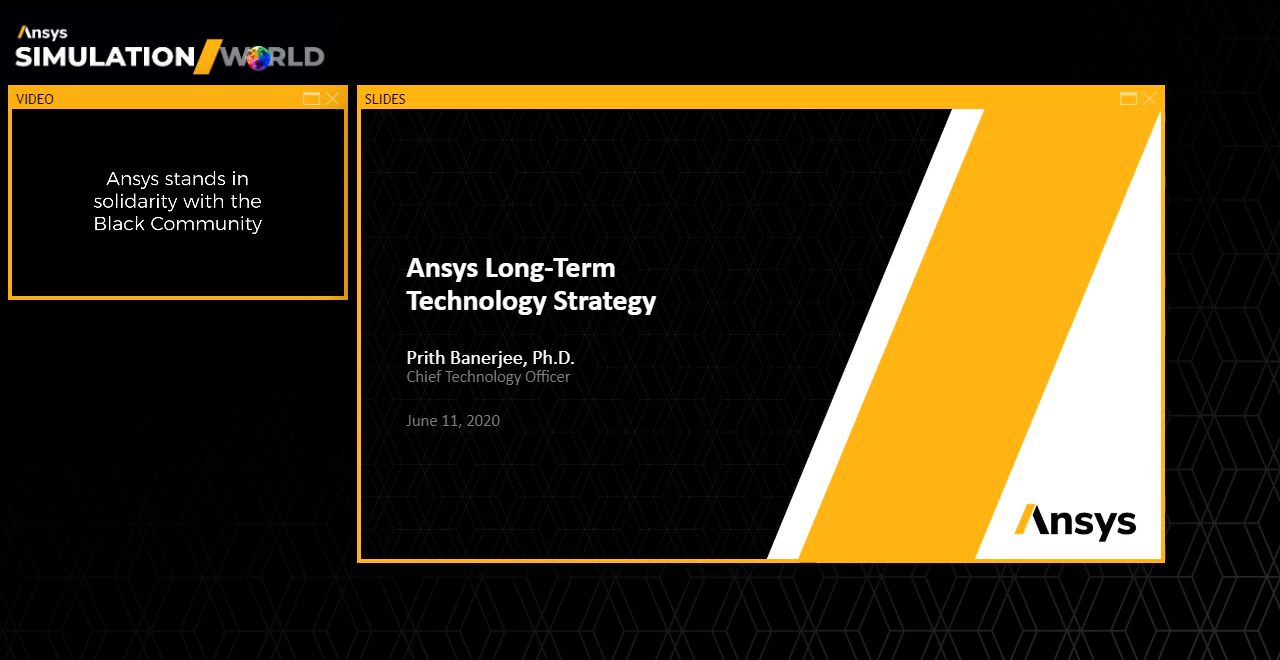 Ansys
SIMULATION WORLD
VIDEO
Ansys stands in
solidarity with the
Black Community
SLIDES
Ansys Long-Term
Technology Strategy
Prith Banerjee, Ph.D.
Chief Technology Officer
June 11, 2020
Ansys